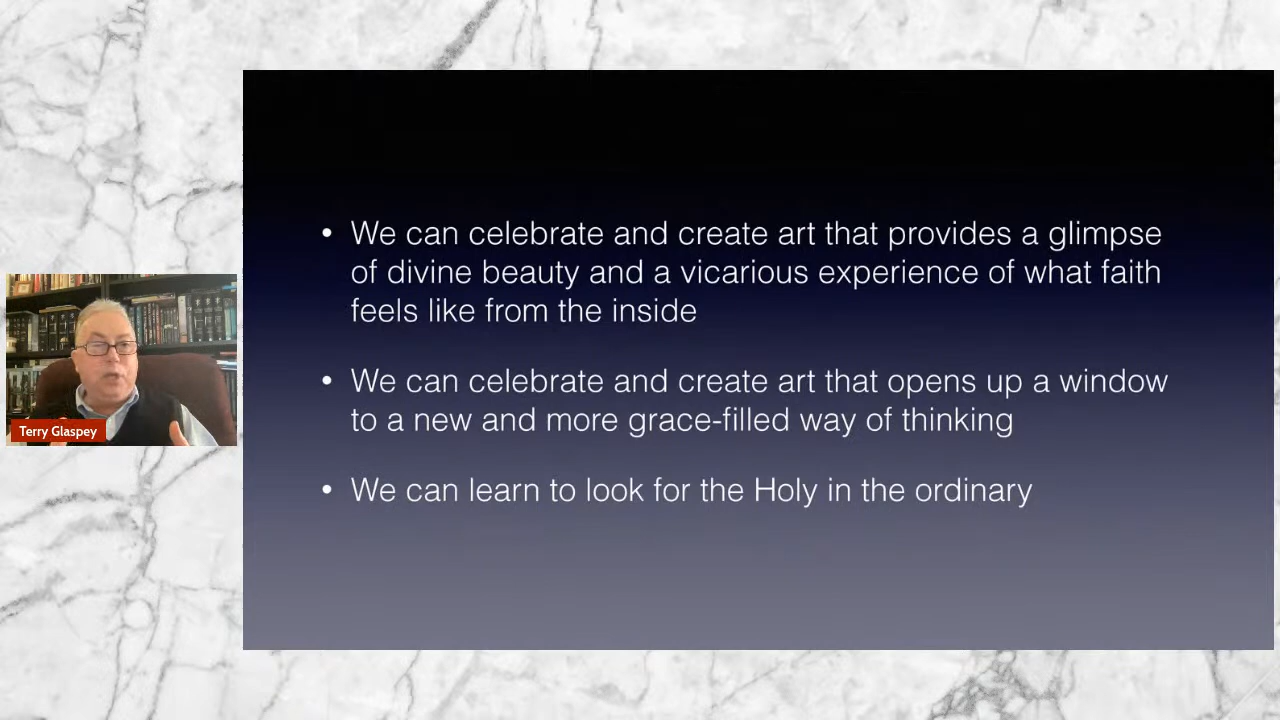 • We can celebrate and create art that provides a glimpse
of divine beauty and a vicarious experience of what faith
feels like from the inside
• We can celebrate and create art that opens up a window
to a new and more grace-filled way of thinking
• We can learn to look for the Holy in the ordinary
Terry Glaspey